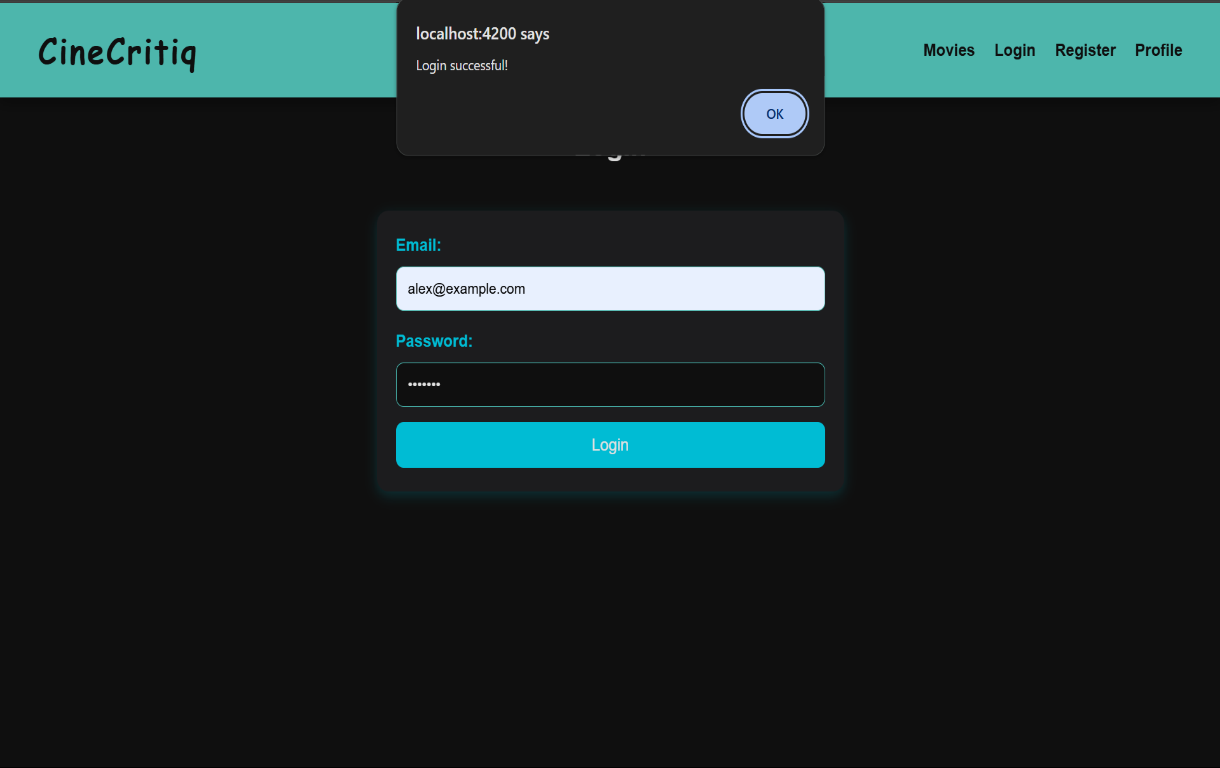 CineCritiq
Movies Login Register Profile
localhost:4200 says
Login successful!
OK
Email:
alex@example.com
Password:
•••••••
Login